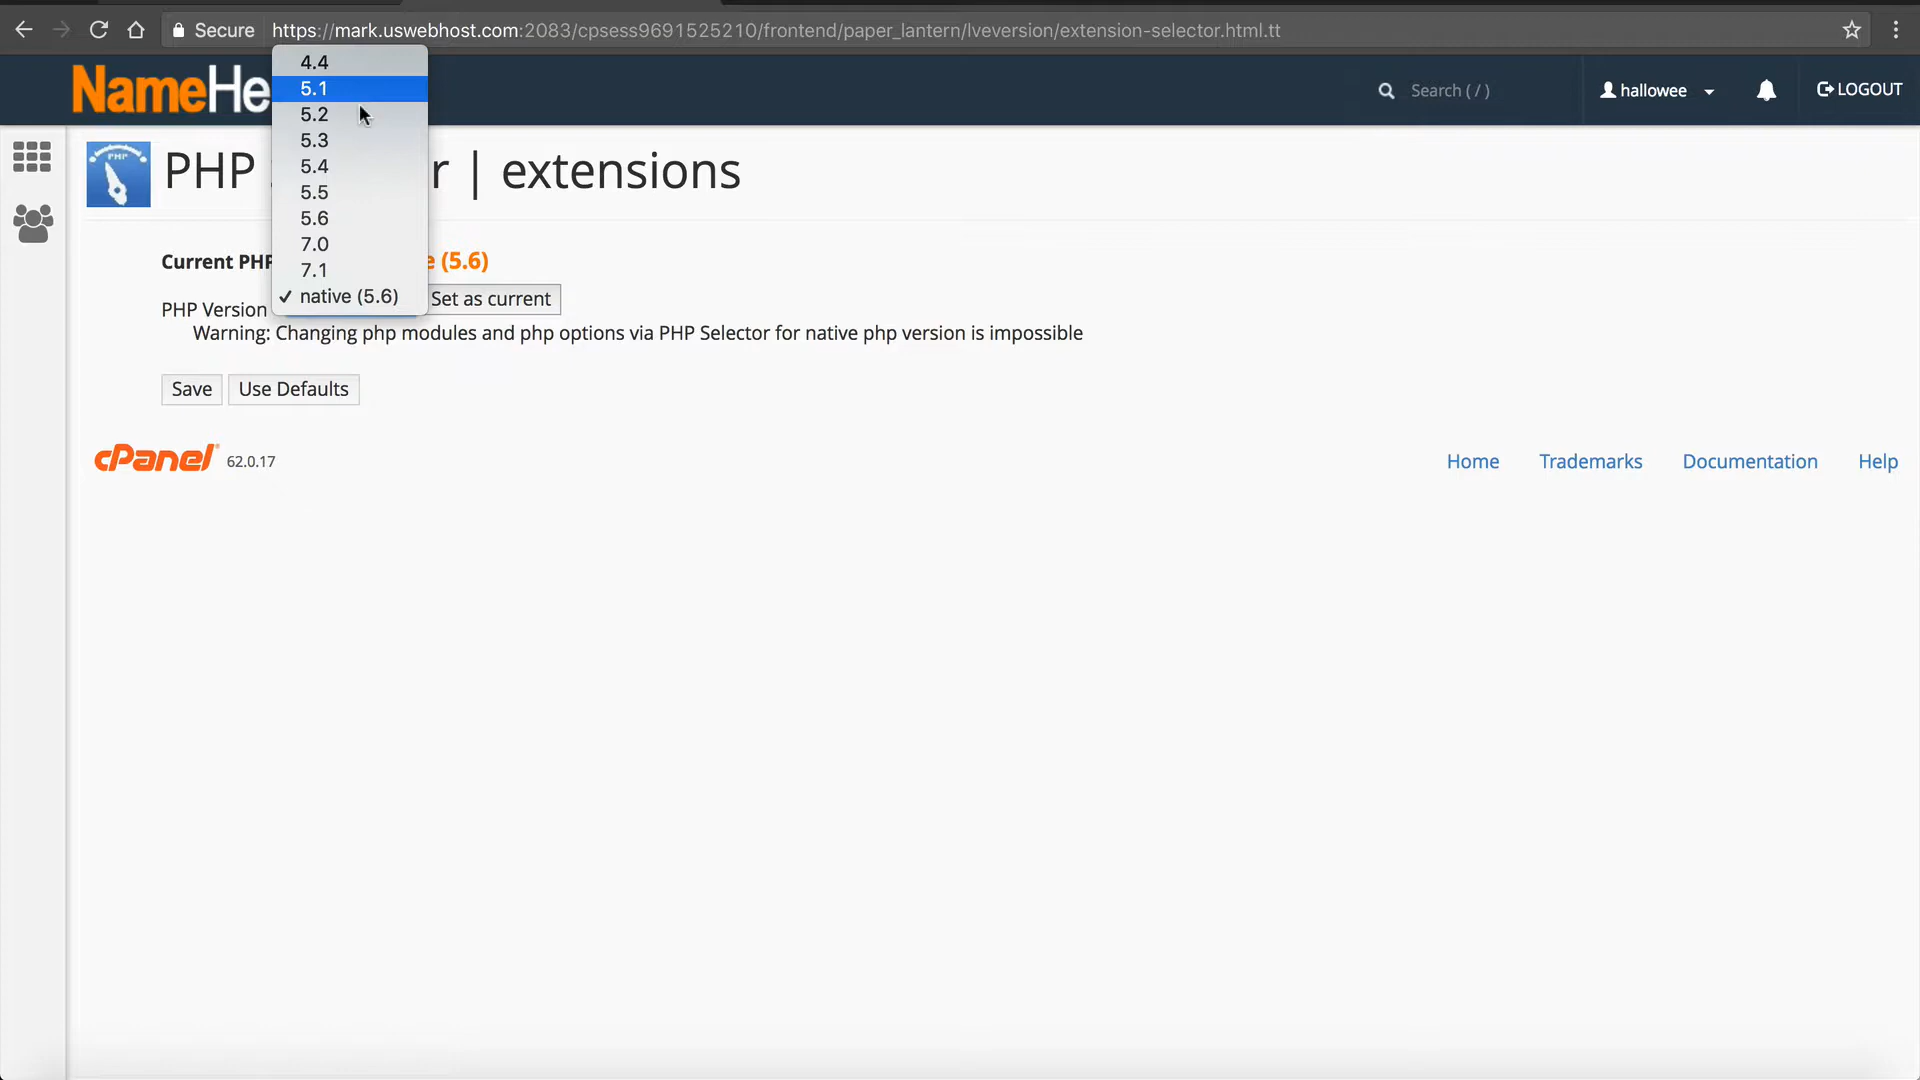 Secure https://mark.uswebhost.com:2083/cpsess9691525210/frontend/paper_lantern/lveversion/extension-selector.html.tt
4.4
5.1
5.2
5.3
5.4
5.5
5.6
7.0
7.1
✓ native (5.6)
NameHe
Search ( / )
hallowee
LOGOUT
PHP
PHP r | extensions
Current PHP e (5.6)
PHP Version Set as current
Warning: Changing php modules and php options via PHP Selector for native php version is impossible
Save Use Defaults
cPanel 62.0.17
Home Trademarks Documentation Help